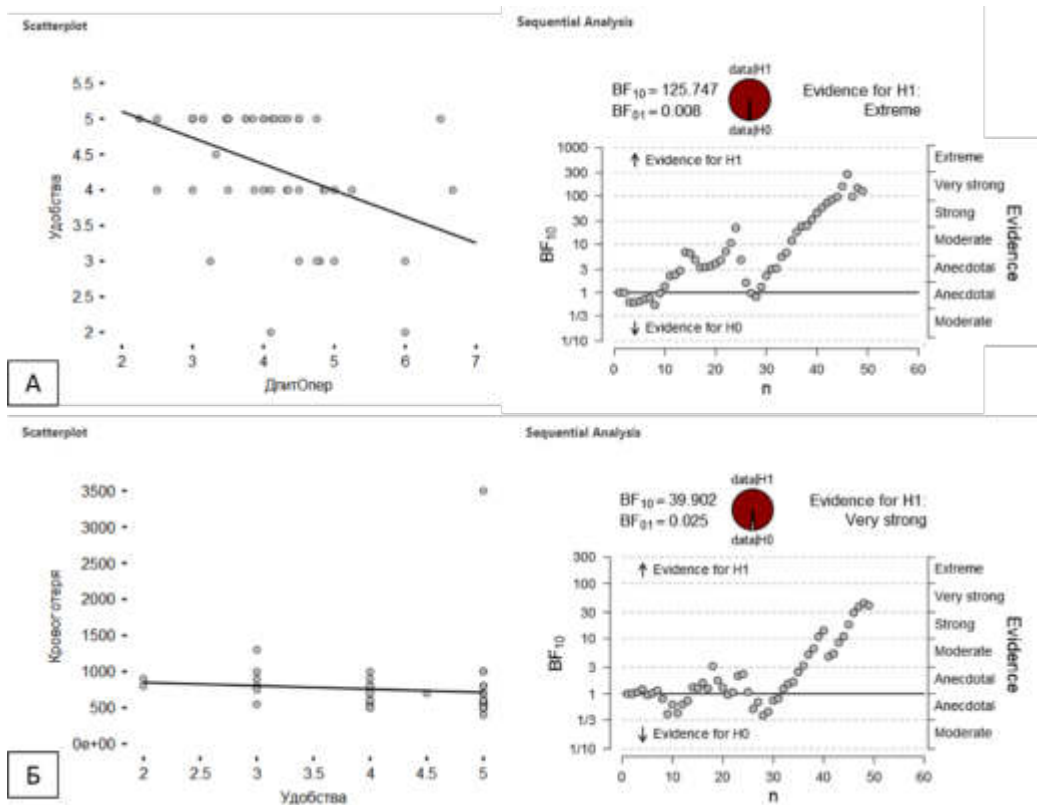 Scatterplot
Удобства
5.5
5
4.5
4
3.5
3
2.5
2
2 3 4 5 6 7
ДлитОпер
А
Sequential Analysis
data|H1
BF10 = 125.747
BF01 = 0.008
data|H0
Evidence for H1:
Extreme
BF10
1000
300
100
30
10
3
1
1/3
1/10
↑ Evidence for H1
↓ Evidence for H0
Extreme
Very strong
Strong
Moderate
Anecdotal
Anecdotal
Moderate
Evidence
0 10 20 30 40 50 60
n
Scatterplot
Кровоп отеря
3500
3000
2500
2000
1500
1000
500
0e+00
2 2.5 3 3.5 4 4.5 5
Удобства
Б
Sequential Analysis
data|H1
BF10 = 39.902
BF01 = 0.025
data|H0
Evidence for H1:
Very strong
BF10
300
100
30
10
3
1
1/3
1/10
↑ Evidence for H1
↓ Evidence for H0
Extreme
Very strong
Strong
Moderate
Anecdotal
Anecdotal
Moderate
Evidence
0 10 20 30 40 50 60
n